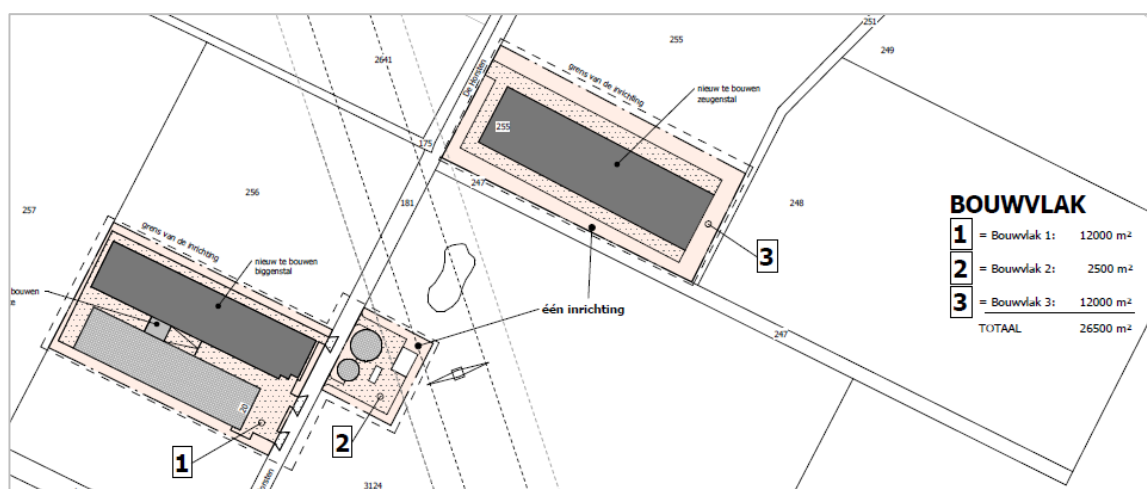 255
251
249
2641
grens van de inrichting
De Horsten
nieuw te bouwen
zeugenstal
255
175
247
256
181
248
257
grens van de inrichting
nieuw te bouwen
biggenstal
bouwen
BOUWVLAK
1 = Bouwvlak 1: 12000 m²
2 = Bouwvlak 2: 2500 m²
3 = Bouwvlak 3: 12000 m²
TOTAAL 26500 m²
3
één inrichting
247
20
1
2
3124